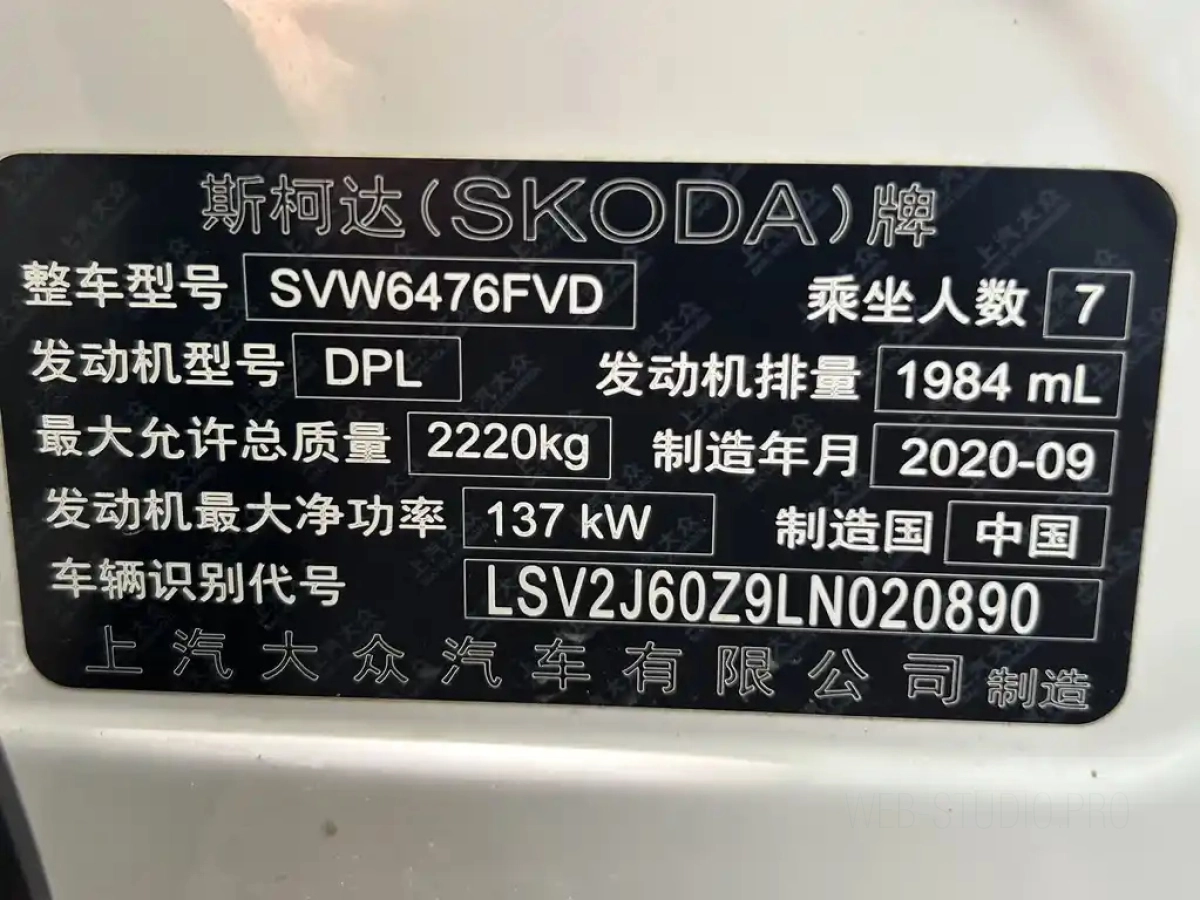 斯柯达(SKODA)牌
整车型号 SVW6476FVD 乘坐人数 7
发动机型号 DPL 发动机排量 1984 mL
最大允许总质量 2220kg 制造年月 2020-09
发动机最大净功率 137 kW 制造国 中国
车辆识别代号 LSV2J60Z9LN020890
上汽大众汽车有限公司 制造
WEB-STUDIO.PRO